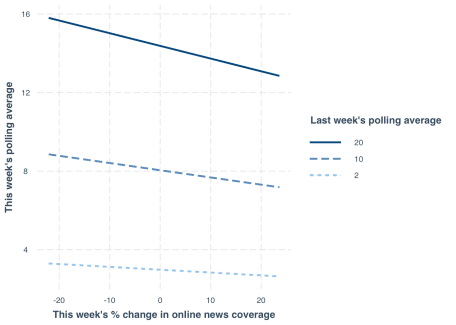 16
12
8
4
-20 -10 0 10 20
This week's polling average
This week's % change in online news coverage
Last week's polling average
20
10
2